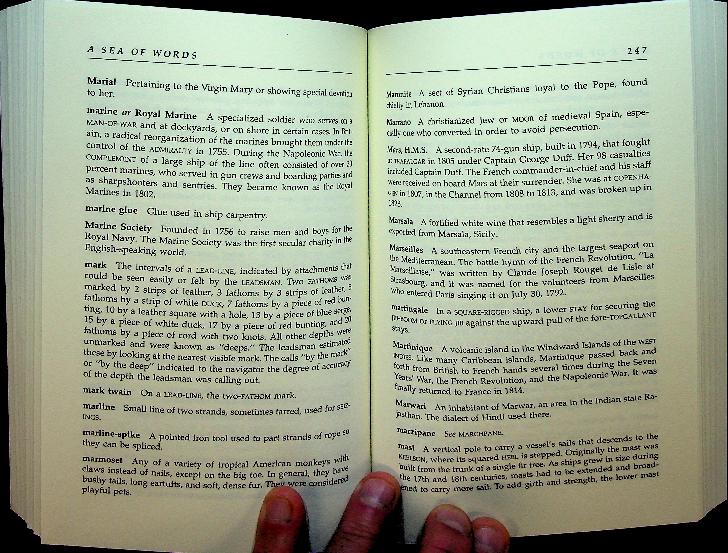 A SEA OF WORDS
Marial Pertaining to the Virgin Mary or showing special devotion
to her.
marine or Royal Marine A specialized soldier who serves on a
MAN-OF-WAR and at dockyards, or on shore in certain cases. In Brit-
ain, a radical reorganization of the marines brought them under the
control of the ADMIRALTY in 1755. During the Napoleonic War, the
COMPLEMENT of a large ship of the line often consisted of over 21
percent marines, who served in gun crews and boarding parties and
as sharpshooters and sentries. They became known as the Royal
Marines in 1802.
marine glue Glue used in ship carpentry.
Marine Society Founded in 1756 to raise men and boys for the
Royal Navy. The Marine Society was the first secular charity in the
English-speaking world.
mark The intervals of a LEAD-LINE, indicated by attachments that
could be seen easily or felt by the LEADSMAN. Two FATHOMS was
marked by 2 strips of leather, 3 fathoms by 3 strips of leather, 5
fathoms by a strip of white DUCK, 7 fathoms by a piece of red bun-
ting, 10 by a leather square with a hole, 13 by a piece of blue serge,
15 by a piece of white duck, 17 by a piece of red bunting, and 20
fathoms by a piece of cord with two knots. All other depths were
unmarked and were known as "deeps." The leadsman estimated
these by looking at the nearest visible mark. The calls "by the mark"
or "by the deep" indicated to the navigator the degree of accuracy
of the depth the leadsman was calling out.
mark twain On a LEAD-LINE, the two-FATHOM mark.
marline Small line of two strands, sometimes tarred, used for SEIZ-
INGS.
marline-spike A pointed iron tool used to part strands of rope so
they can be spliced.
marmoset Any of a variety of tropical American monkeys with
claws instead of nails, except on the big toe. In general, they have
bushy tails, long eartufts, and soft, dense fur. They were considered
playful pets.
247
Maronite A sect of Syrian Christians loyal to the Pope, found
chiefly in Lebanon.
Marrano A christianized jew or MOOR of medieval Spain, espe-
cially one converted in order to avoid persecution.
Mars, H.M.S. A second-rate 74-gun ship, built in 1794, that fought
at TRAFALGAR in 1805 under Captain George Duff. Her 98 casualties
included Captain Duff. The French commander-in-chief and his staff
were received on board Mars at their surrender. She was at COPENHA-
GEN in 1807, in the Channel from 1808 to 1813, and was broken up in
1823.
Marsala A fortified white wine that resembles a light sherry and is
exported from Marsala, Sicily.
Marseilles A southeastern French city and the largest seaport on
the Mediterranean. The battle hymn of the French Revolution, "La
Marseillaise," was written by Claude Joseph Rouget de Lisle at
Strasbourg, and it was named for the volunteers from Marseilles
who entered Paris singing it on July 30, 1792.
martingale In a SQUARE-RIGGED ship, a lower STAY for securing the
JIB-BOOM or FLYING JIB against the upward pull of the fore-TOPGALLANT
stays.
Martinique A volcanic island in the Windward Islands of the WEST
INDIES. Like many Caribbean islands, Martinique passed back and
forth from British to French hands several times during the Seven
Years' War, the French Revolution, and the Napoleonic War. It was
finally returned to France in 1814.
Marwari An inhabitant of Marwar, an area in the Indian state Ra-
jasthan. The dialect of Hindi used there.
marzipane See MARCHPANE.
mast A vertical pole to carry a vessel's sails that descends to the
KEELSON, where its squared HEEL is stepped. Originally the mast was
built from the trunk of a single fir tree. As ships grew in size during
the 17th and 18th centuries, masts had to be extended and broad-
ened to carry more sail. To add girth and strength, the lower mast